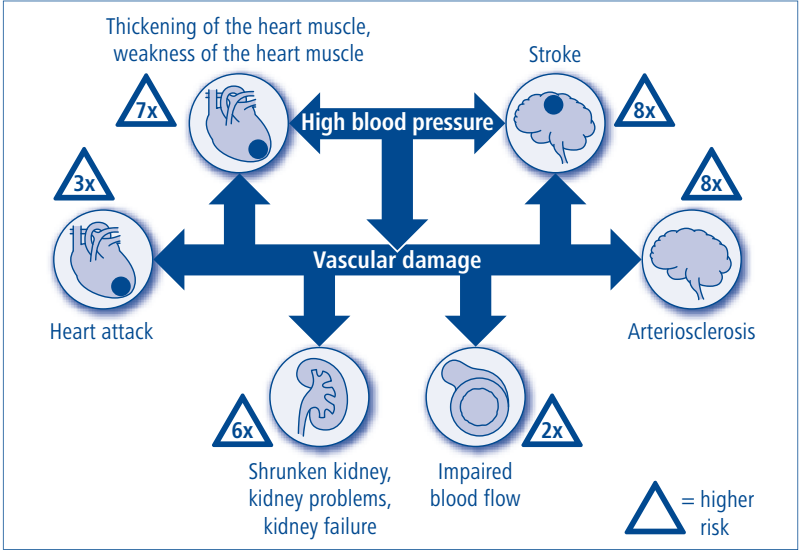 Thickening of the heart muscle,
weakness of the heart muscle
Stroke
7x
High blood pressure
8x
3x
8x
Vascular damage
Heart attack
Arteriosclerosis
6x
2x
Shrunken kidney,
kidney problems,
kidney failure
Impaired
blood flow
= higher
risk